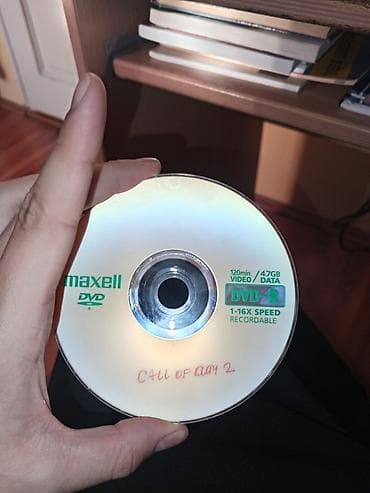 maxell
DVD
R
120min VIDEO / 4.7GB DATA
DVD-R
1-16X SPEED
RECORDABLE
CALL OF DUTY 2